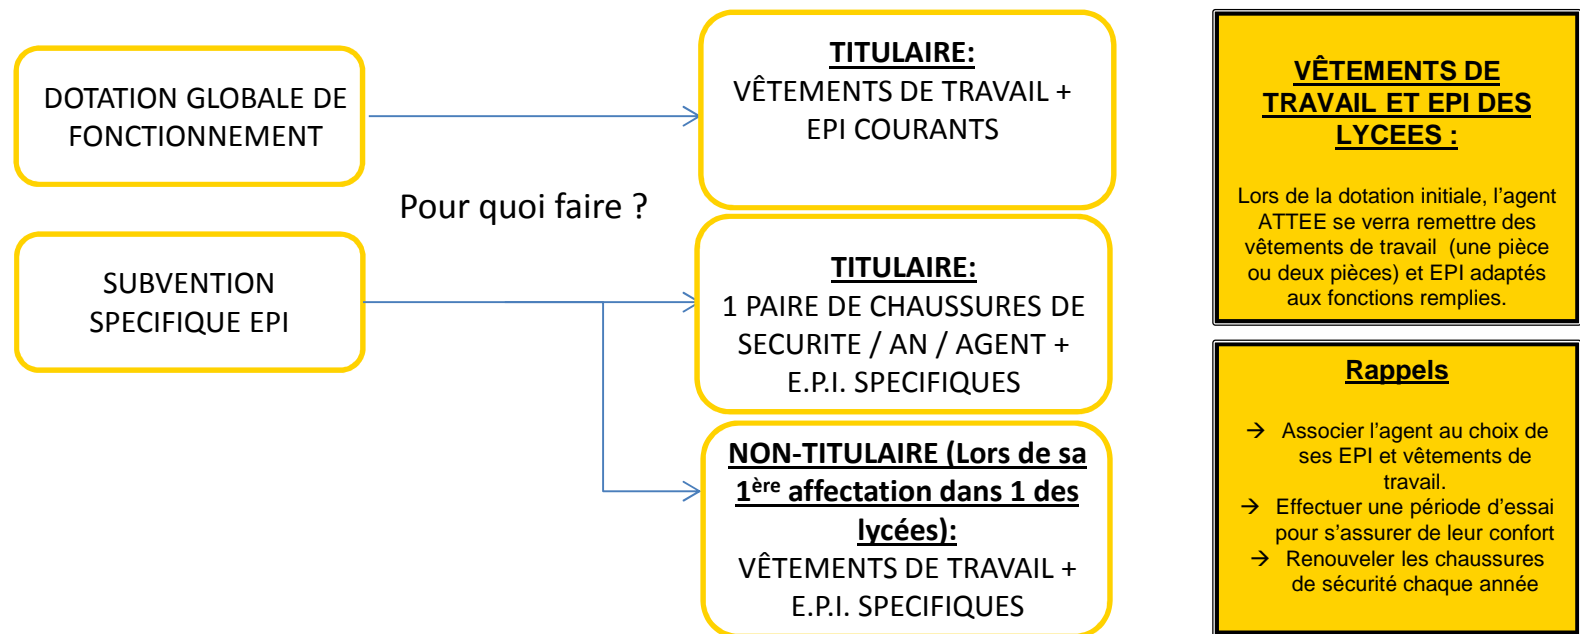 DOTATION GLOBALE DE
FONCTIONNEMENT
Pour quoi faire ?
SUBVENTION
SPECIFIQUE EPI
TITULAIRE:
VÊTEMENTS DE TRAVAIL +
EPI COURANTS
TITULAIRE:
1 PAIRE DE CHAUSSURES DE
SECURITE / AN / AGENT +
E.P.I. SPECIFIQUES
NON-TITULAIRE (Lors de sa
1ère affectation dans 1 des
lycées):
VÊTEMENTS DE TRAVAIL +
E.P.I. SPECIFIQUES
VÊTEMENTS DE
TRAVAIL ET EPI DES
LYCEES :
Lors de la dotation initiale, l’agent
ATTEE se verra remettre des
vêtements de travail (une pièce
ou deux pièces) et EPI adaptés
aux fonctions remplies.
Rappels
→ Associer l’agent au choix de
ses EPI et vêtements de
travail.
→ Effectuer une période d’essai
pour s’assurer de leur confort
→ Renouveler les chaussures
de sécurité chaque année